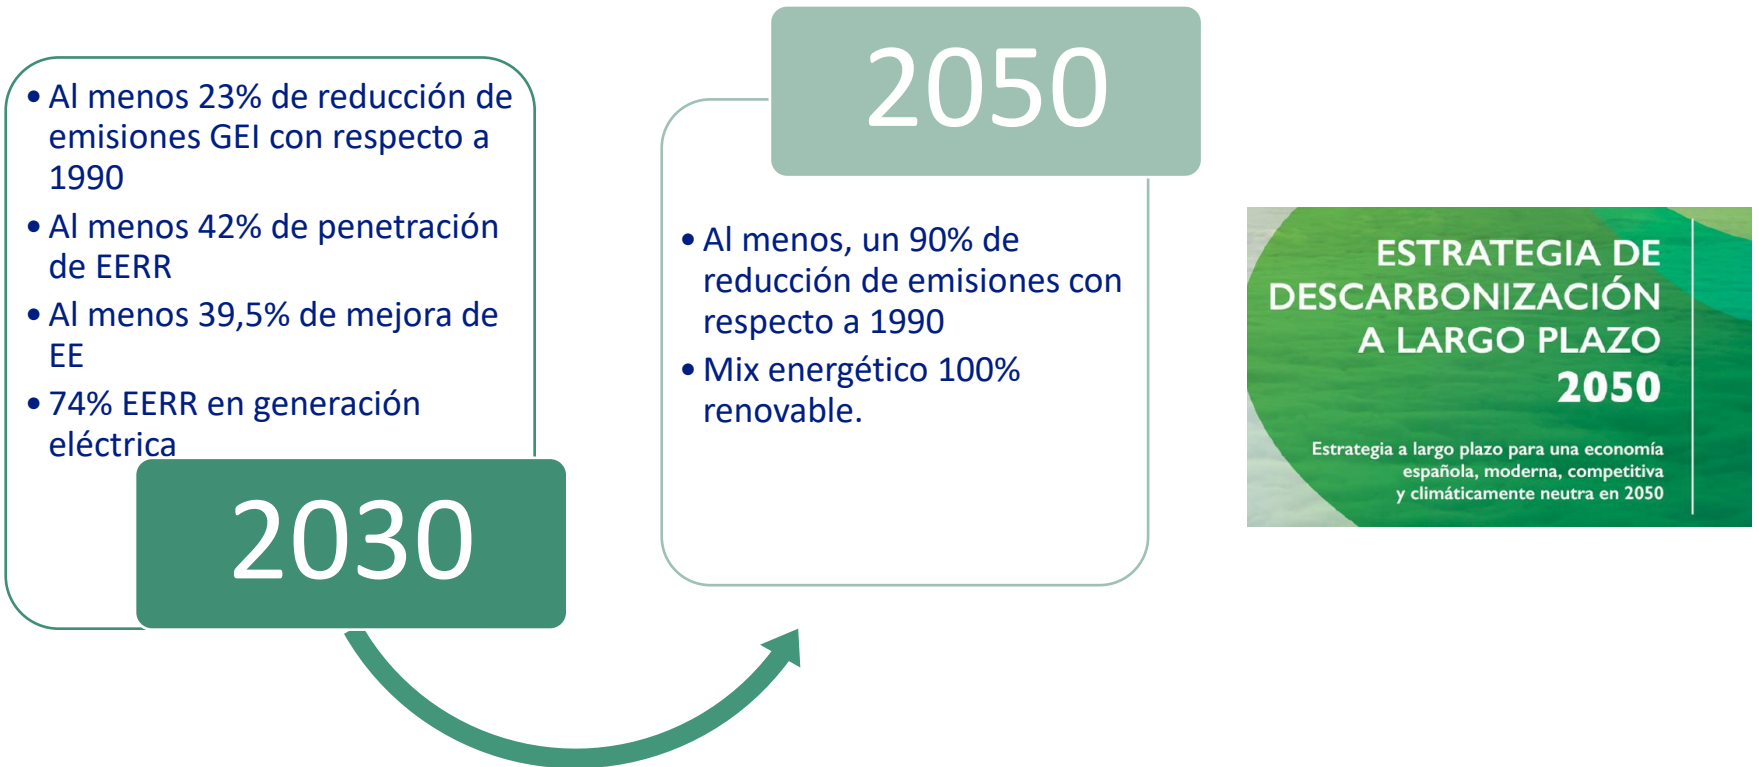 • Al menos 23% de reducción de
emisiones GEI con respecto a
1990
• Al menos 42% de penetración
de EERR
• Al menos 39,5% de mejora de
EE
• 74% EERR en generación
eléctrica
2030
2050
• Al menos, un 90% de
reducción de emisiones con
respecto a 1990
• Mix energético 100%
renovable.
ESTRATEGIA DE
DESCARBONIZACIÓN
A LARGO PLAZO
2050
Estrategia a largo plazo para una economía
española, moderna, competitiva
y climáticamente neutra en 2050